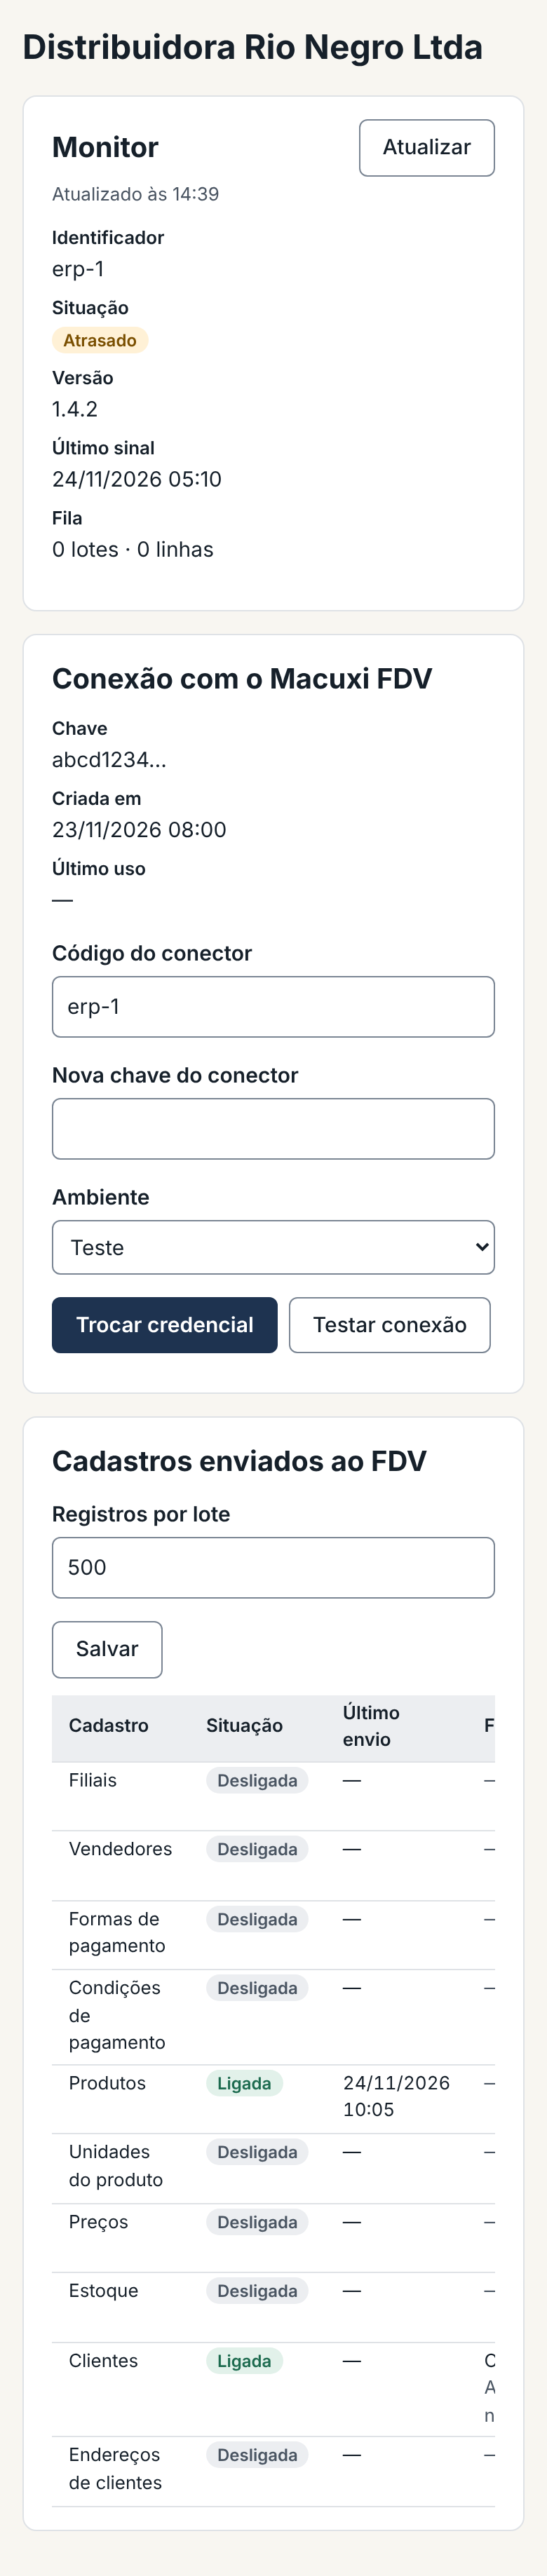 Distribuidora Rio Negro Ltda
Monitor
Atualizar
Atualizado às 14:39
Identificador
erp-1
Situação
Atrasado
Versão
1.4.2
Último sinal
24/11/2026 05:10
Fila
0 lotes · 0 linhas
Conexão com o Macuxi FDV
Chave
abcd1234...
Criada em
23/11/2026 08:00
Último uso
—
Código do conector
erp-1
Nova chave do conector
Ambiente
Teste
Trocar credencial
Testar conexão
Cadastros enviados ao FDV
Registros por lote
500
Salvar
Cadastro Situação Último envio F
Filiais Desligada — —
Vendedores Desligada — —
Formas de
pagamento Desligada — —
Condições
de
pagamento Desligada — —
Produtos Ligada 24/11/2026
10:05 —
Unidades
do produto Desligada — —
Preços Desligada — —
Estoque Desligada — —
Clientes Ligada —
Endereços
de clientes Desligada — —